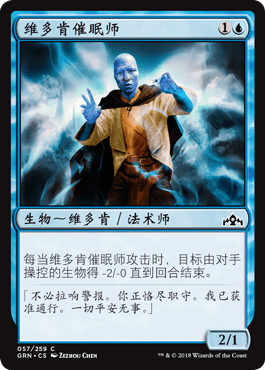 维多肯催眠师 1
生物～维多肯／法术师
每当维多肯催眠师攻击时，目标由对手
操控的生物得 -2/-0 直到回合结束。
「不必拉响警报。你正恪尽职守。我已获
准通行。一切平安无事。」
2/1
057/259 C
GRN • CS ZEZHOU CHEN
™ & © 2018 Wizards of the Coast